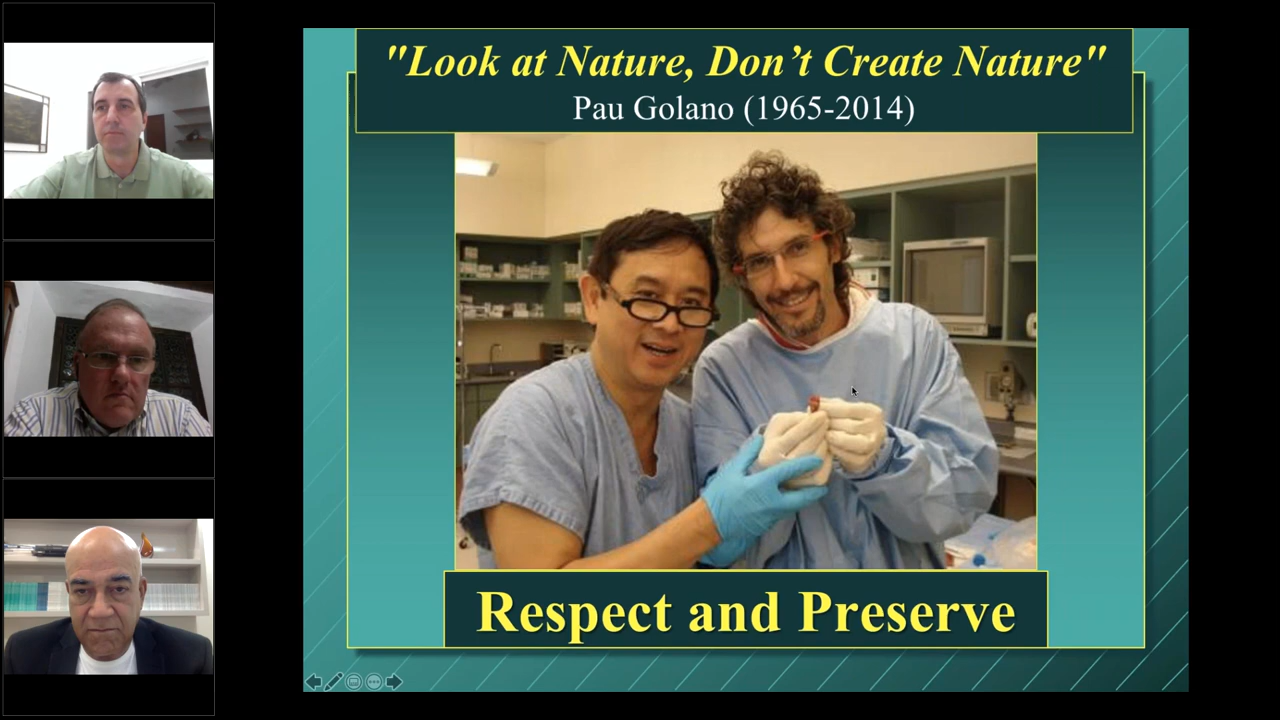 "Look at Nature, Don’t Create Nature"
Pau Golano (1965-2014)
Respect and Preserve